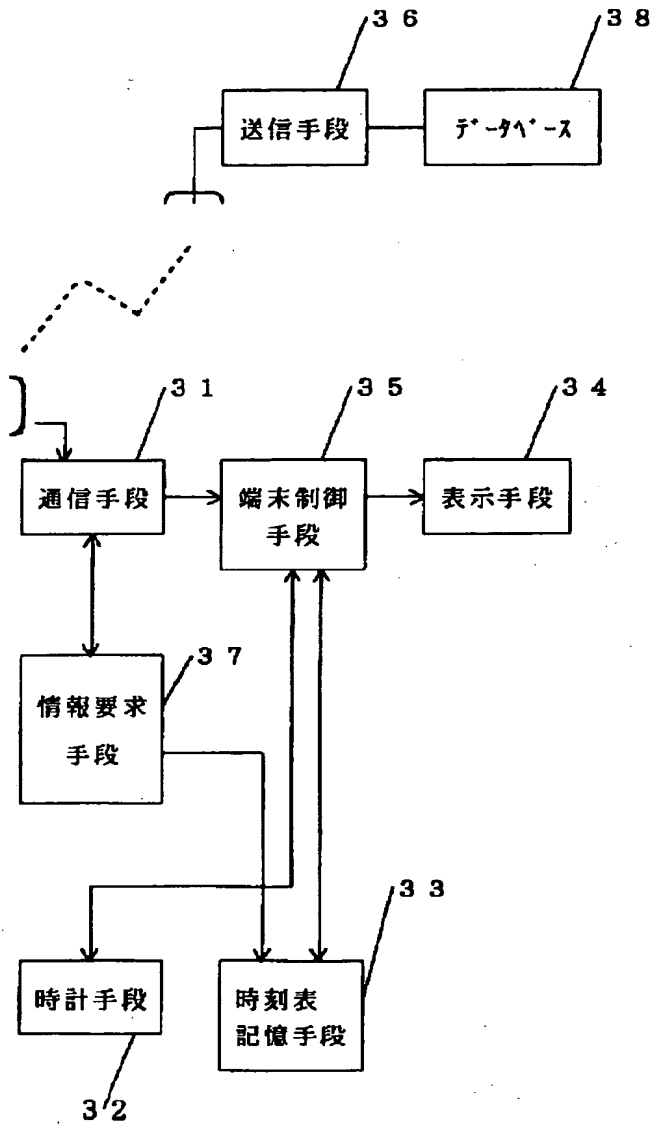 ３６
３８
送信手段
ﾃﾞｰﾀﾍﾞｰｽ
３１
３５
３４
通信手段
端末制御
手段
表示手段
３７
情報要求
手段
３３
時計手段
時刻表
記憶手段
３２